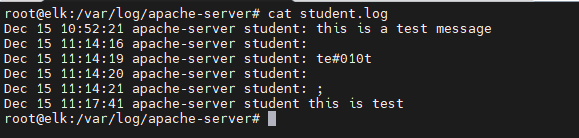 root@elk:/var/log/apache-server# cat student.log
Dec 15 10:52:21 apache-server student: this is a test message
Dec 15 11:14:16 apache-server student:
Dec 15 11:14:19 apache-server student: te#010t
Dec 15 11:14:20 apache-server student:
Dec 15 11:14:21 apache-server student: ;
Dec 15 11:17:41 apache-server student this is test
root@elk:/var/log/apache-server#